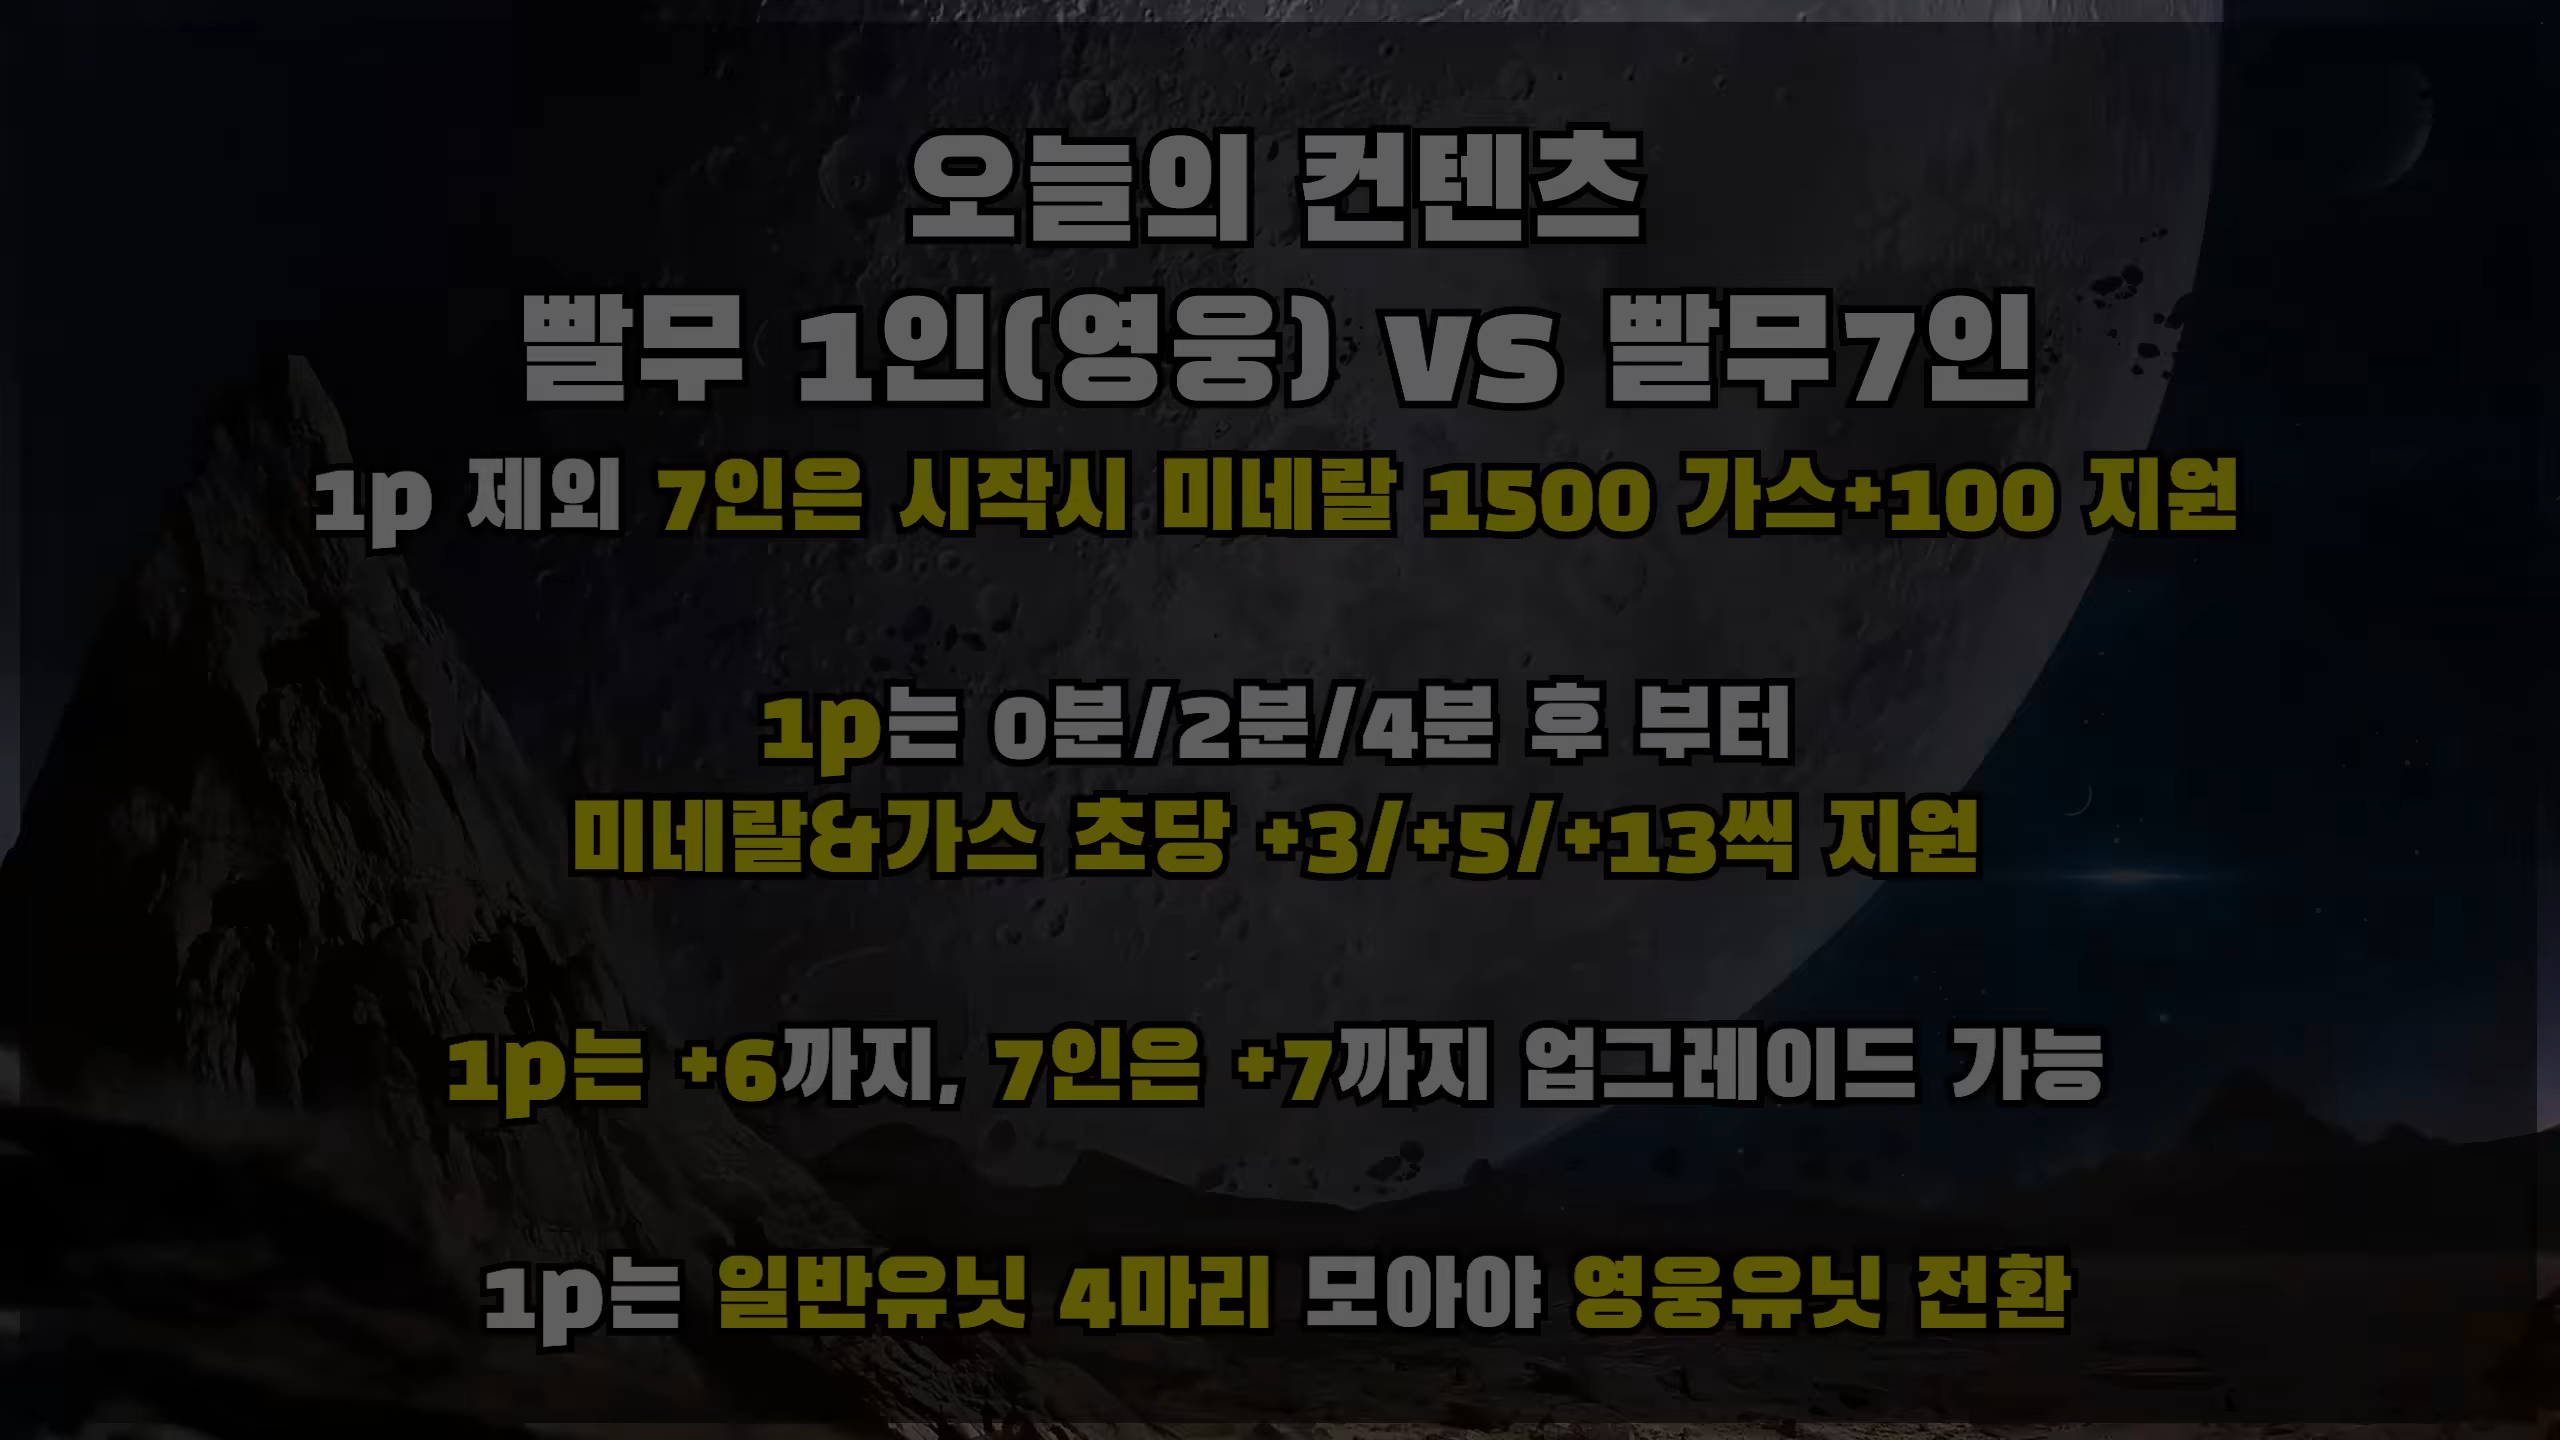 오늘의 컨텐츠
빨무 1인(영웅) vs 빨무7인
1p 제외 7인은 시작시 미네랄 1500 가스+100 지원
1p는 0분/2분/4분 후 부터
미네랄&가스 초당 +3/+5/+13씩 지원
1p는 +6까지, 7인은 +7까지 업그레이드 가능
1p는 일반유닛 4마리 모아야 영웅유닛 전환